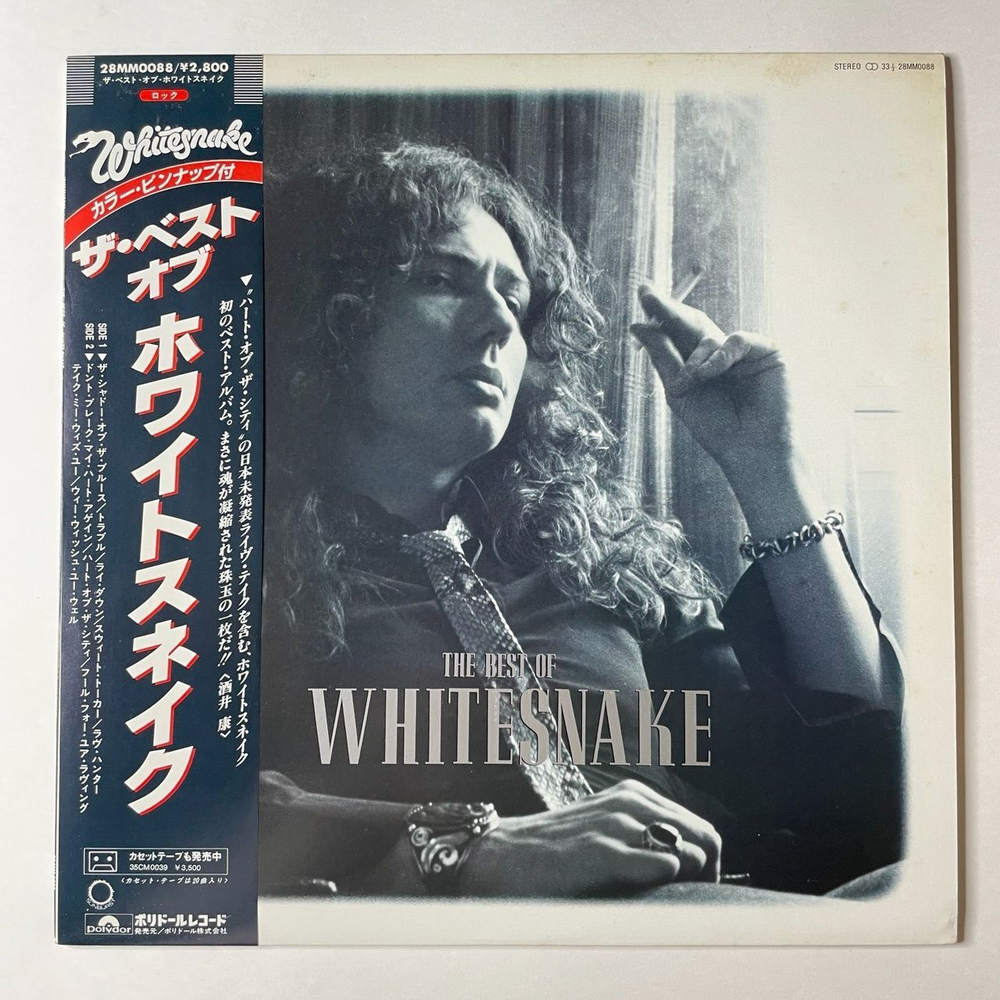 28MM0088/¥2,800
ザ・ベスト・オブ・ホワイトスネイク
ロック
Whitesnake
カラー・ピンナップ付
ザ・ベスト
オブ
ホワイトスネイク
▼“ハート・オブ・ザ・シティ”の日本未発表ライヴ・テイクを含む、ホワイトスネイク
初のベスト・アルバム。まさに魂が凝縮された珠玉の一枚だ!!〈酒井 康〉
SIDE 1▶ザ・シャドー・オブ・ザ・ブルース/トラブル/ライ・ダウン/スウィート・トーカー/ラヴ・ハンター
SIDE 2▶ドント・ブレーク・マイ・ハート・アゲイン/ハート・オブ・ザ・シティ/フール・フォー・ユア・ラヴィング
テイク・ミー・ウィズ・ユー/ウィー・ウィッシュ・ユー・ウェル
カセットテープも発売中
35CM0039 ¥3,500
〈カセット・テープは20曲入り〉
SUNBURST
Polydor
ポリドールレコード
発売元/ポリドール株式会社
STEREO 33⅓ 28MM0088
THE BEST OF
WHITESNAKE